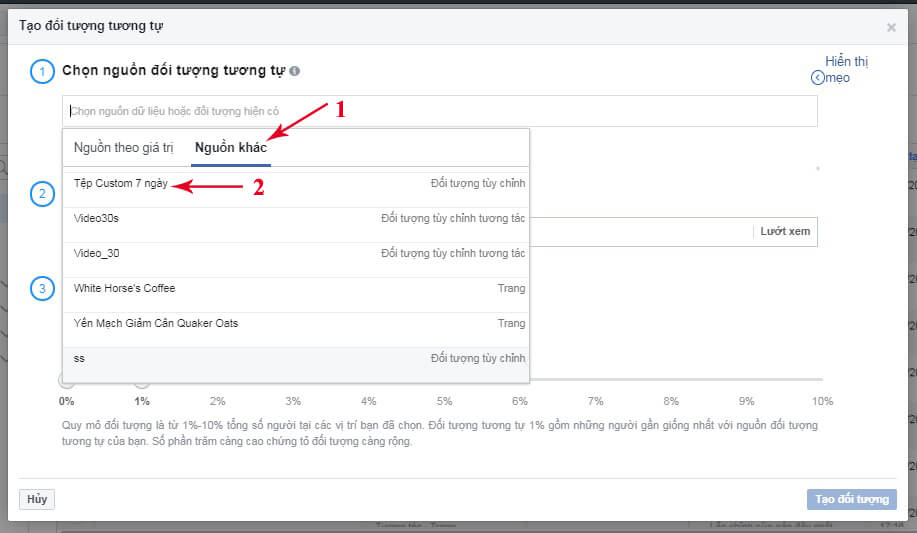 Tạo đối tượng tương tự
×
1 Chọn nguồn đối tượng tương tự
Hiển thị
mẹo
Chọn nguồn dữ liệu hoặc đối tượng hiện có
1
Nguồn theo giá trị Nguồn khác
Tệp Custom 7 ngày 2 Đối tượng tùy chỉnh
2
Video30s Đối tượng tùy chỉnh tương tác
Lướt xem
Video_30 Đối tượng tùy chỉnh tương tác
3 White Horse's Coffee Trang
Yến Mạch Giảm Cân Quaker Oats Trang
ss Đối tượng tùy chỉnh
0% 1% 2% 3% 4% 5% 6% 7% 8% 9% 10%
Quy mô đối tượng là từ 1%-10% tổng số người tại các vị trí bạn đã chọn. Đối tượng tương tự 1% gồm những người gần giống nhất với nguồn đối tượng
tương tự của bạn. Số phần trăm càng cao chứng tỏ đối tượng càng rộng.
Hủy Tạo đối tượng